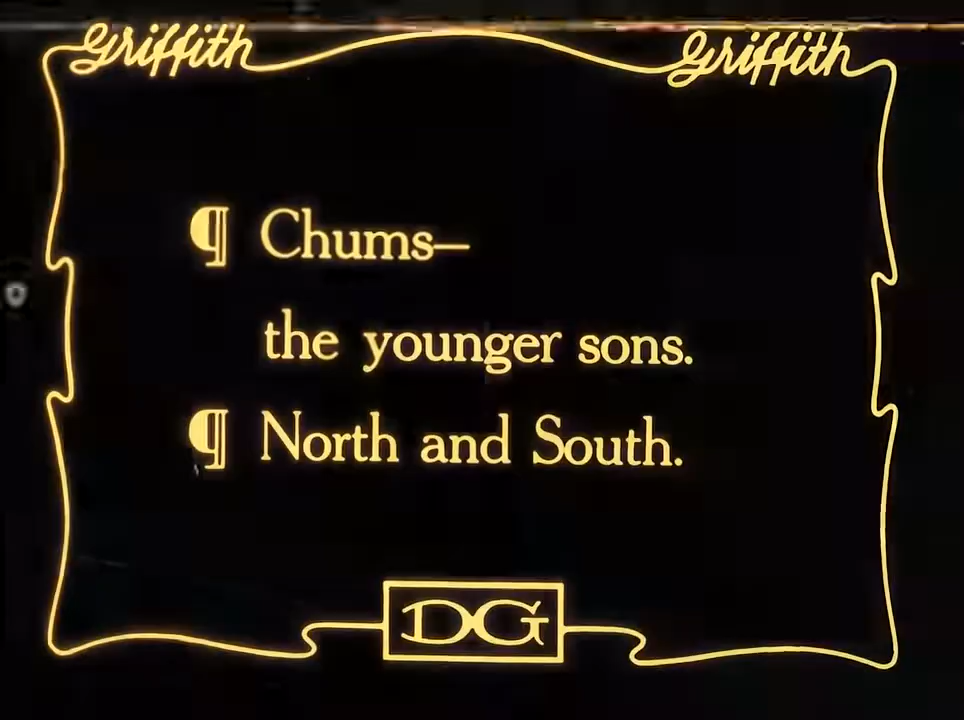 Griffith Griffith
¶ Chums—
the younger sons.
¶ North and South.
DG